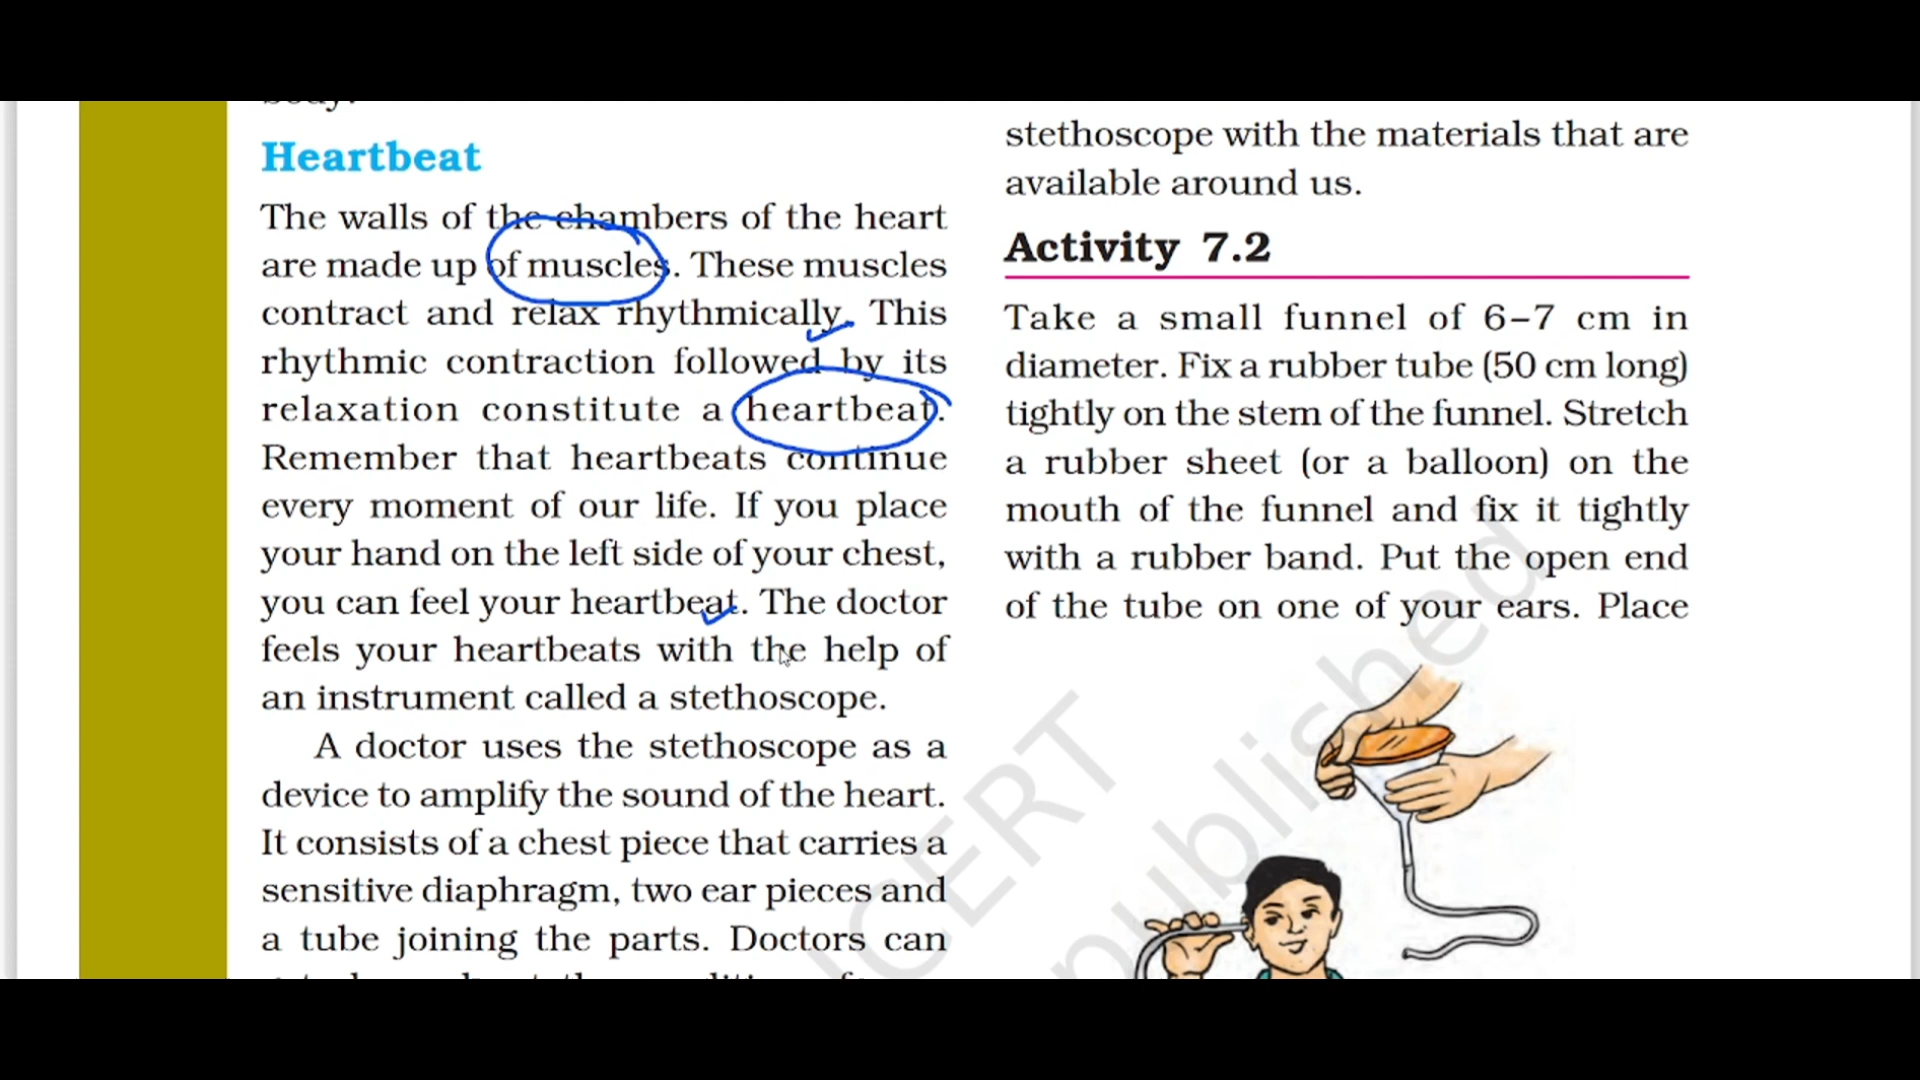 body.
Heartbeat
The walls of the chambers of the heart
are made up of muscles. These muscles
contract and relax rhythmically. This
rhythmic contraction followed by its
relaxation constitute a heartbeat.
Remember that heartbeats continue
every moment of our life. If you place
your hand on the left side of your chest,
you can feel your heartbeat. The doctor
feels your heartbeats with the help of
an instrument called a stethoscope.
A doctor uses the stethoscope as a
device to amplify the sound of the heart.
It consists of a chest piece that carries a
sensitive diaphragm, two ear pieces and
a tube joining the parts. Doctors can
stethoscope with the materials that are
available around us.
Activity 7.2
Take a small funnel of 6–7 cm in
diameter. Fix a rubber tube (50 cm long)
tightly on the stem of the funnel. Stretch
a rubber sheet (or a balloon) on the
mouth of the funnel and fix it tightly
with a rubber band. Put the open end
of the tube on one of your ears. Place
NCERT
published